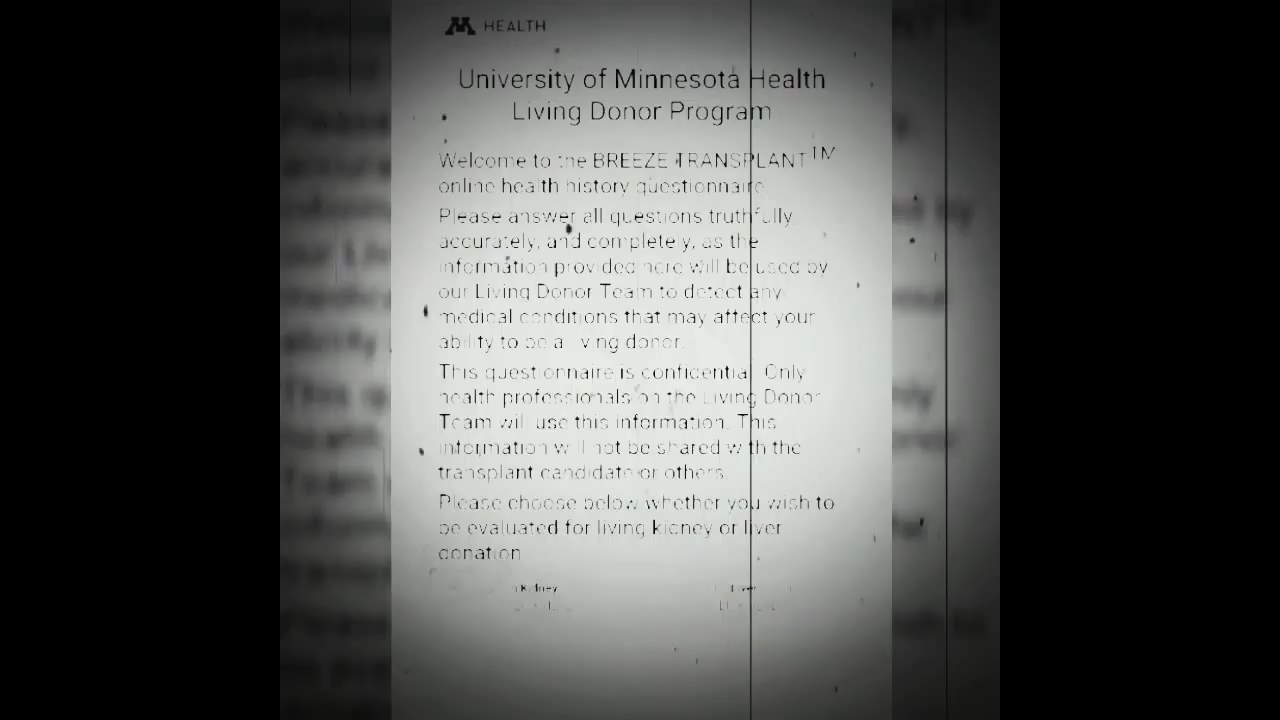 M HEALTH
University of Minnesota Health
Living Donor Program
Welcome to the BREEZE TRANSPLANT™
online health history questionnaire.
Please answer all questions truthfully,
accurately, and completely, as the
information provided here will be used by
our Living Donor Team to detect any
medical conditions that may affect your
ability to be a living donor.
This questionnaire is confidential. Only
health professionals on the Living Donor
Team will use this information. This
information will not be shared with the
transplant candidate or others.
Please choose below whether you wish to
be evaluated for living kidney or liver
donation
Kidney Liver